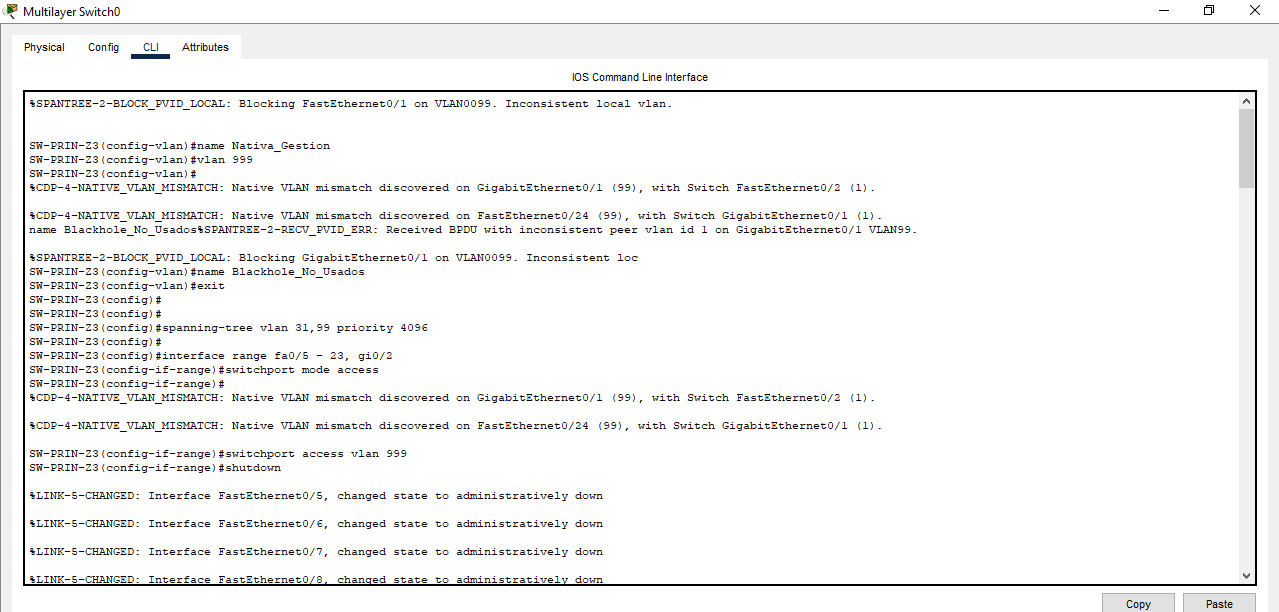 Multilayer Switch0
Physical Config CLI Attributes
IOS Command Line Interface
%SPANTREE-2-BLOCK_PVID_LOCAL: Blocking FastEthernet0/1 on VLAN0099. Inconsistent local vlan.
SW-PRIN-Z3(config-vlan)#name Nativa_Gestion
SW-PRIN-Z3(config-vlan)#vlan 999
SW-PRIN-Z3(config-vlan)#
%CDP-4-NATIVE_VLAN_MISMATCH: Native VLAN mismatch discovered on GigabitEthernet0/1 (99), with Switch FastEthernet0/2 (1).
%CDP-4-NATIVE_VLAN_MISMATCH: Native VLAN mismatch discovered on FastEthernet0/24 (99), with Switch GigabitEthernet0/1 (1).
name Blackhole_No_Usados%SPANTREE-2-RECV_PVID_ERR: Received BPDU with inconsistent peer vlan id 1 on GigabitEthernet0/1 VLAN99.
%SPANTREE-2-BLOCK_PVID_LOCAL: Blocking GigabitEthernet0/1 on VLAN0099. Inconsistent loc
SW-PRIN-Z3(config-vlan)#name Blackhole_No_Usados
SW-PRIN-Z3(config-vlan)#exit
SW-PRIN-Z3(config)#
SW-PRIN-Z3(config)#
SW-PRIN-Z3(config)#spanning-tree vlan 31,99 priority 4096
SW-PRIN-Z3(config)#
SW-PRIN-Z3(config)#interface range fa0/5 - 23, gi0/2
SW-PRIN-Z3(config-if-range)#switchport mode access
SW-PRIN-Z3(config-if-range)#
%CDP-4-NATIVE_VLAN_MISMATCH: Native VLAN mismatch discovered on GigabitEthernet0/1 (99), with Switch FastEthernet0/2 (1).
%CDP-4-NATIVE_VLAN_MISMATCH: Native VLAN mismatch discovered on FastEthernet0/24 (99), with Switch GigabitEthernet0/1 (1).
SW-PRIN-Z3(config-if-range)#switchport access vlan 999
SW-PRIN-Z3(config-if-range)#shutdown
%LINK-5-CHANGED: Interface FastEthernet0/5, changed state to administratively down
%LINK-5-CHANGED: Interface FastEthernet0/6, changed state to administratively down
%LINK-5-CHANGED: Interface FastEthernet0/7, changed state to administratively down
%LINK-5-CHANGED: Interface FastEthernet0/8, changed state to administratively down
Copy Paste